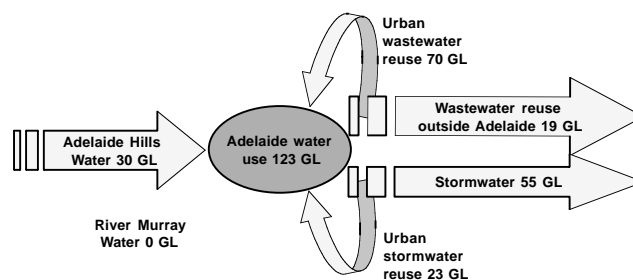 Urban
wastewater
reuse 70 GL
Adelaide Hills
Water 30 GL
Adelaide water
use 123 GL
Wastewater reuse
outside Adelaide 19 GL
Stormwater 55 GL
River Murray
Water 0 GL
Urban
stormwater
reuse 23 GL